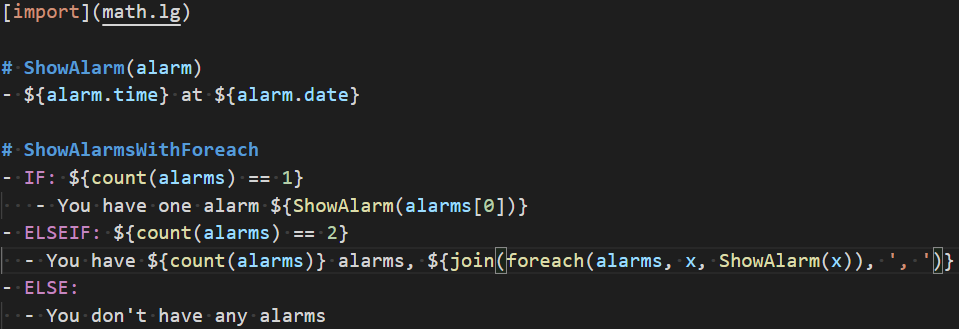 [import](math.lg)
# ShowAlarm(alarm)
- ${alarm.time} at ${alarm.date}
# ShowAlarmsWithForeach
- IF: ${count(alarms) == 1}
    - You have one alarm ${ShowAlarm(alarms[0])}
- ELSEIF: ${count(alarms) == 2}
  - You have ${count(alarms)} alarms, ${join(foreach(alarms, x, ShowAlarm(x)), ', ')}
- ELSE:
  - You don't have any alarms